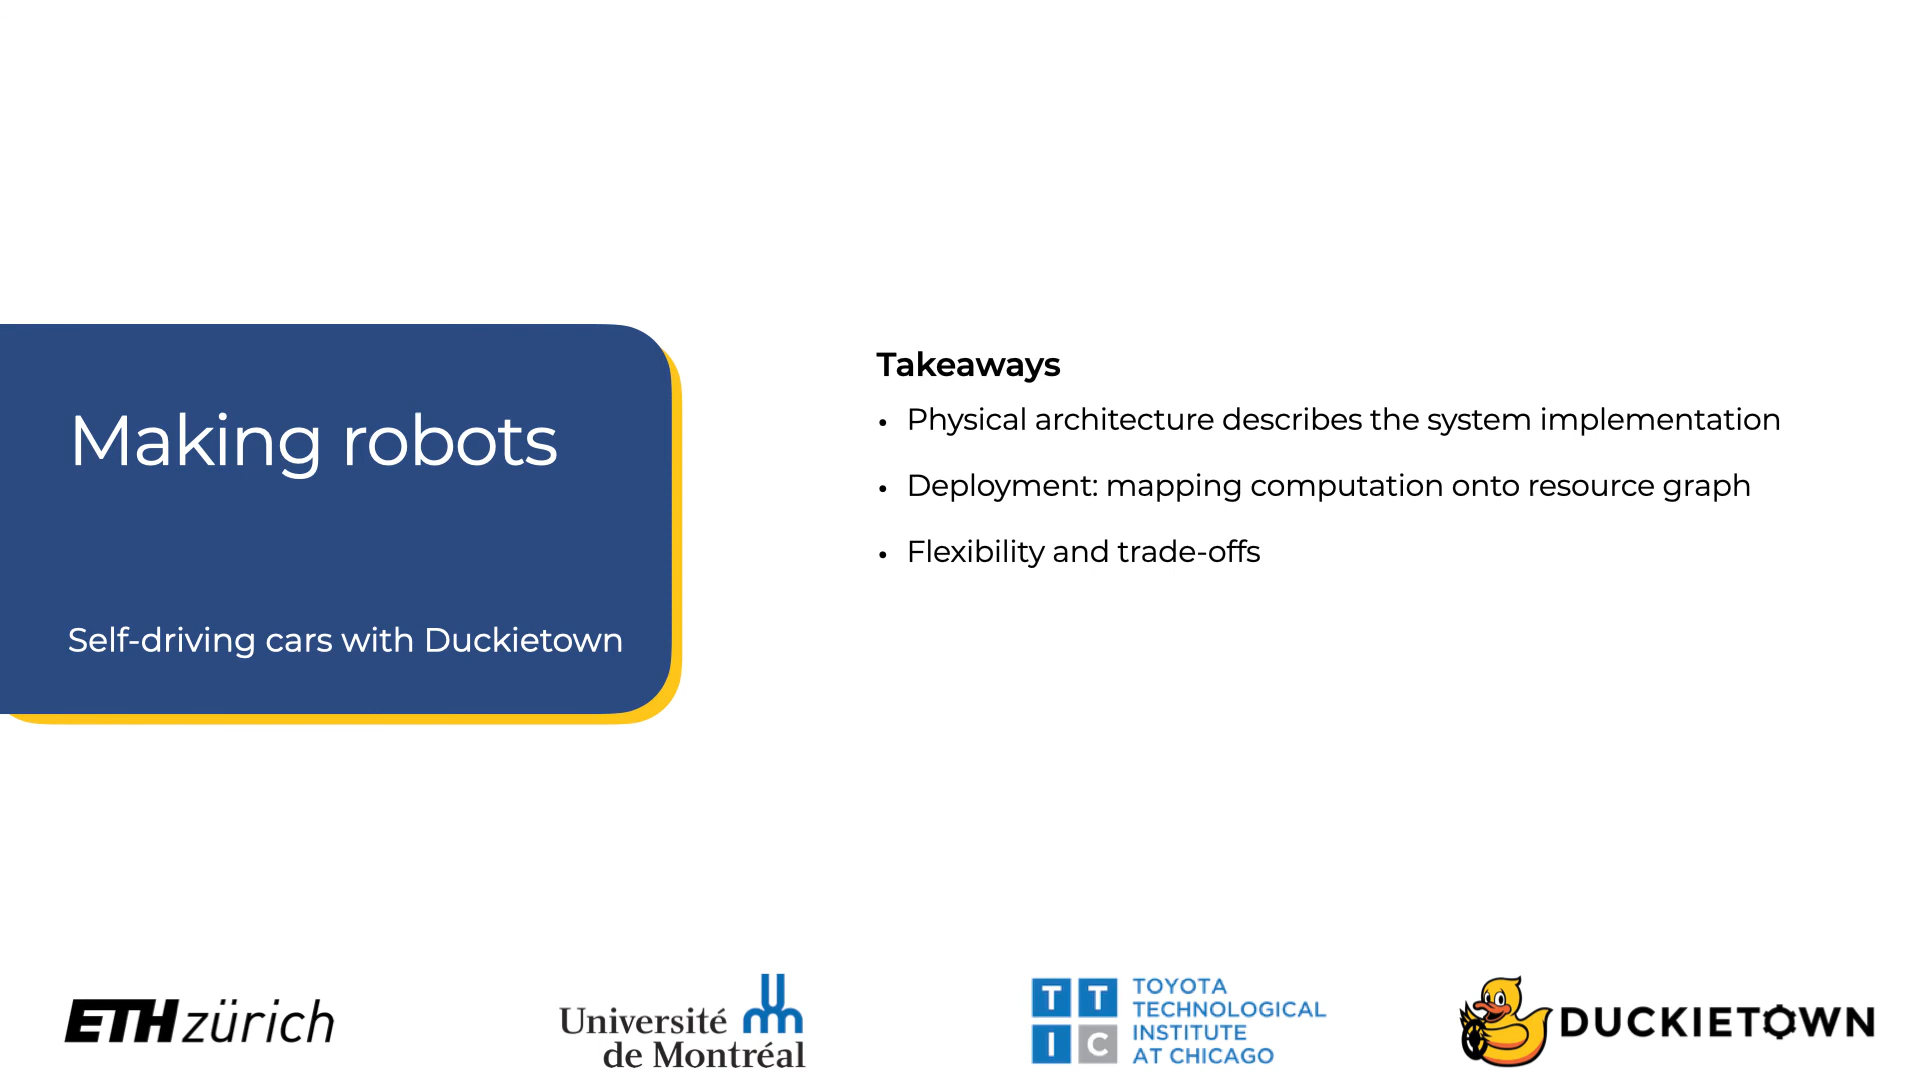 Making robots
Self-driving cars with Duckietown
Takeaways
• Physical architecture describes the system implementation
• Deployment: mapping computation onto resource graph
• Flexibility and trade-offs
ETH zürich
Université
de Montréal
T T
I C
TOYOTA
TECHNOLOGICAL
INSTITUTE
AT CHICAGO
DUCKIETOWN